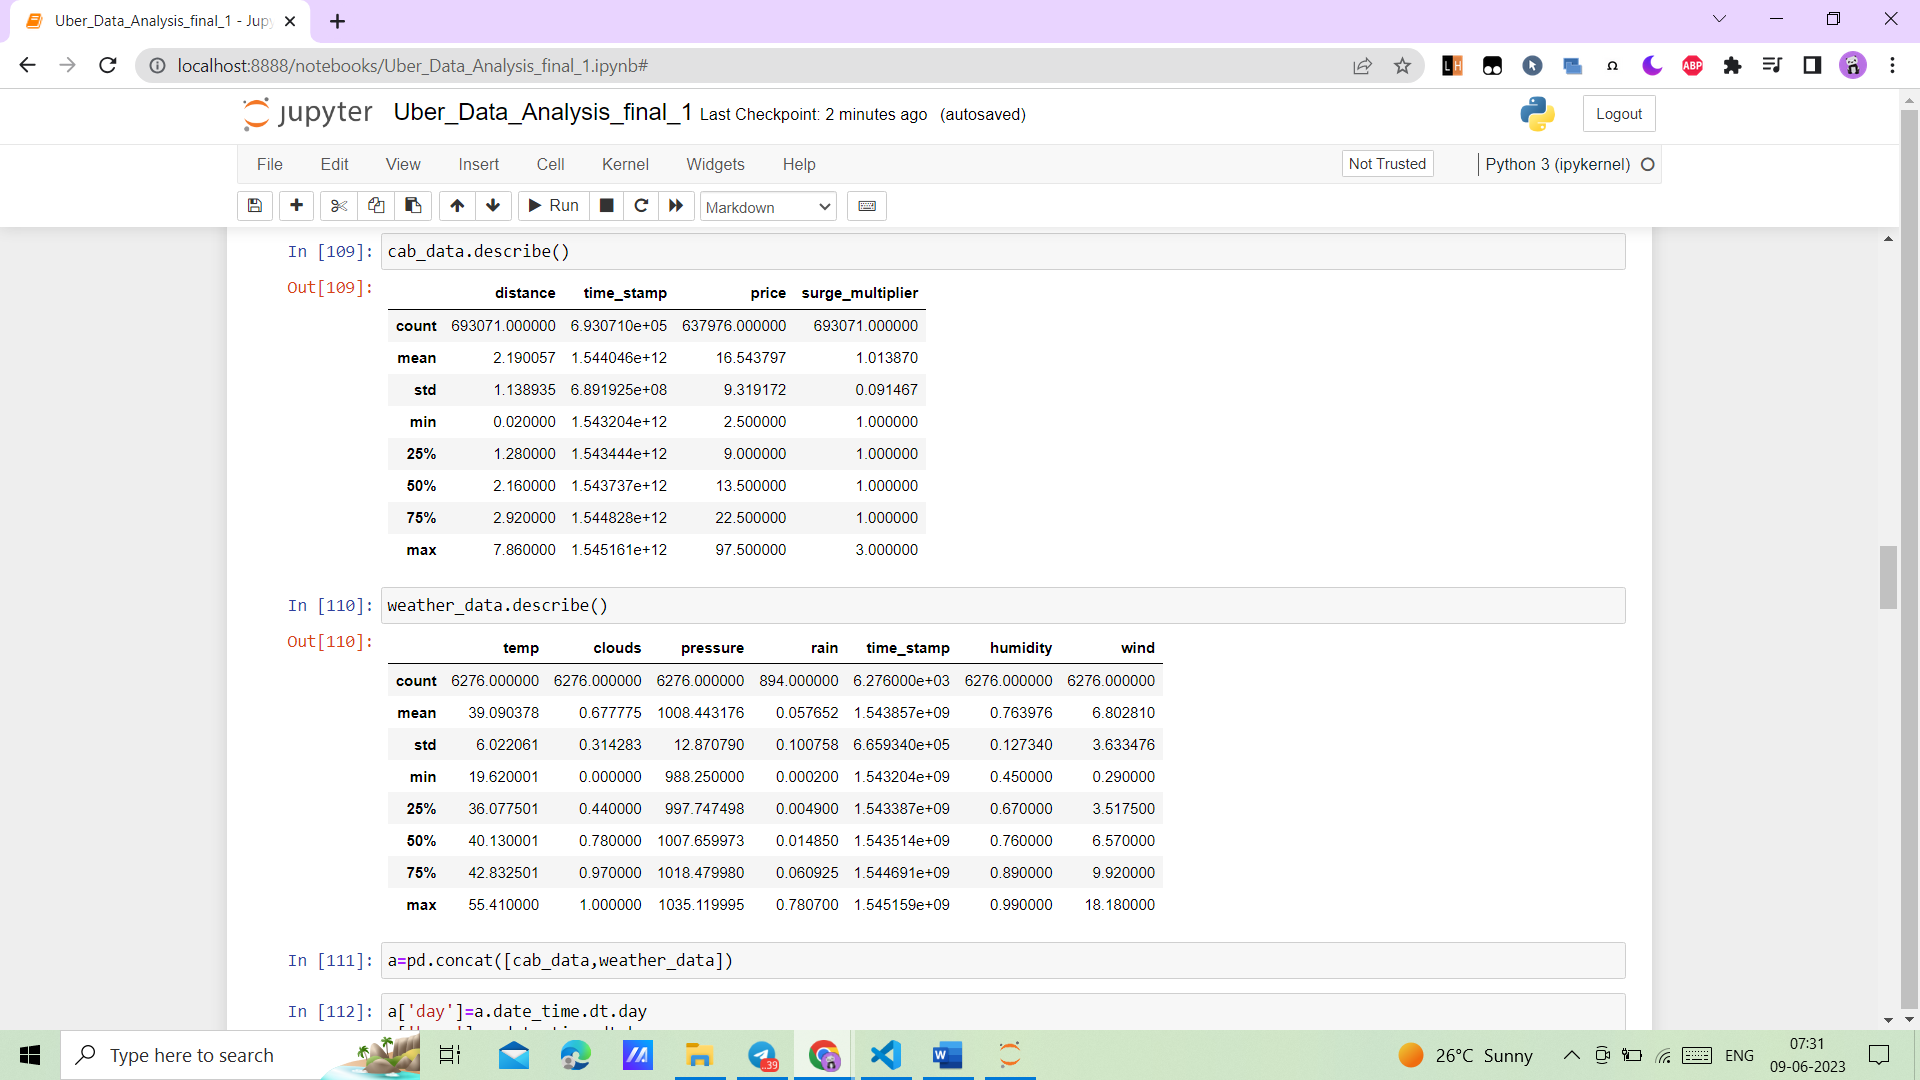 Uber_Data_Analysis_final_1 - Jup
localhost:8888/notebooks/Uber_Data_Analysis_final_1.ipynb#
LH
ABP
jupyter Uber_Data_Analysis_final_1 Last Checkpoint: 2 minutes ago (autosaved)
Logout
File Edit View Insert Cell Kernel Widgets Help
Not Trusted
Python 3 (ipykernel)
Run
Markdown
In [109]: cab_data.describe()
Out[109]:
distance time_stamp price surge_multiplier
count 693071.000000 6.930710e+05 637976.000000 693071.000000
mean 2.190057 1.544046e+12 16.543797 1.013870
std 1.138935 6.891925e+08 9.319172 0.091467
min 0.020000 1.543204e+12 2.500000 1.000000
25% 1.280000 1.543444e+12 9.000000 1.000000
50% 2.160000 1.543737e+12 13.500000 1.000000
75% 2.920000 1.544828e+12 22.500000 1.000000
max 7.860000 1.545161e+12 97.500000 3.000000
In [110]: weather_data.describe()
Out[110]:
temp clouds pressure rain time_stamp humidity wind
count 6276.000000 6276.000000 6276.000000 894.000000 6.276000e+03 6276.000000 6276.000000
mean 39.090378 0.677775 1008.443176 0.057652 1.543857e+09 0.763976 6.802810
std 6.022061 0.314283 12.870790 0.100758 6.659340e+05 0.127340 3.633476
min 19.620001 0.000000 988.250000 0.000200 1.543204e+09 0.450000 0.290000
25% 36.077501 0.440000 997.747498 0.004900 1.543387e+09 0.670000 3.517500
50% 40.130001 0.780000 1007.659973 0.014850 1.543514e+09 0.760000 6.570000
75% 42.832501 0.970000 1018.479980 0.060925 1.544691e+09 0.890000 9.920000
max 55.410000 1.000000 1035.119995 0.780700 1.545159e+09 0.990000 18.180000
In [111]: a=pd.concat([cab_data,weather_data])
In [112]: a['day']=a.date_time.dt.day
Type here to search
39
26°C Sunny
ENG
07:31
09-06-2023